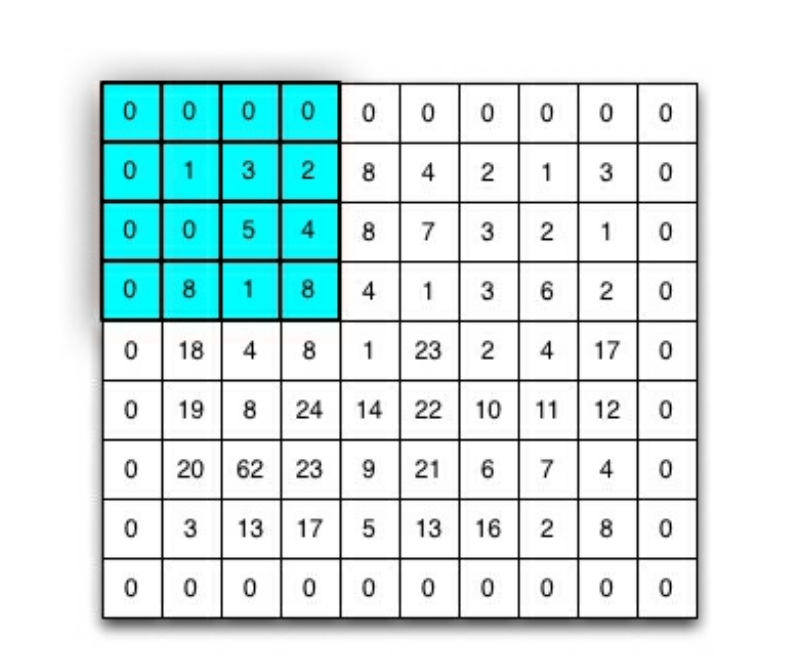 0 0 0 0 0 0 0 0 0 0
0 1 3 2 8 4 2 1 3 0
0 0 5 4 8 7 3 2 1 0
0 8 1 8 4 1 3 6 2 0
0 18 4 8 1 23 2 4 17 0
0 19 8 24 14 22 10 11 12 0
0 20 62 23 9 21 6 7 4 0
0 3 13 17 5 13 16 2 8 0
0 0 0 0 0 0 0 0 0 0